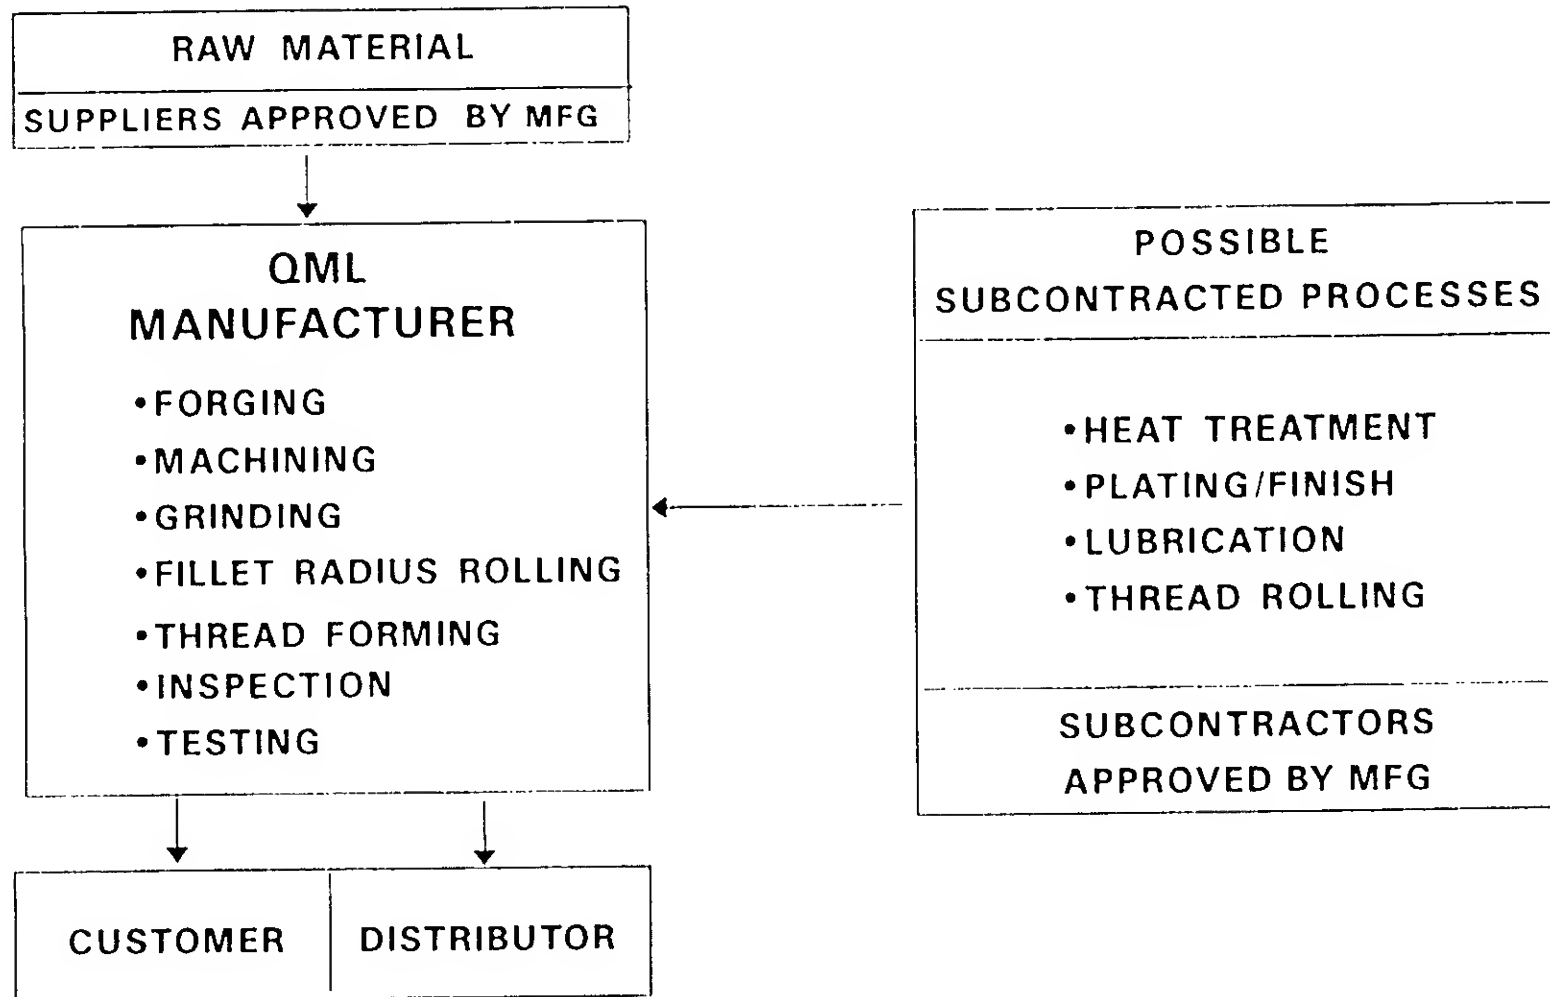 RAW MATERIAL
SUPPLIERS APPROVED BY MFG
QML
MANUFACTURER
•FORGING
•MACHINING
•GRINDING
•FILLET RADIUS ROLLING
•THREAD FORMING
•INSPECTION
•TESTING
CUSTOMER
DISTRIBUTOR
POSSIBLE
SUBCONTRACTED PROCESSES
•HEAT TREATMENT
•PLATING/FINISH
•LUBRICATION
•THREAD ROLLING
SUBCONTRACTORS
APPROVED BY MFG